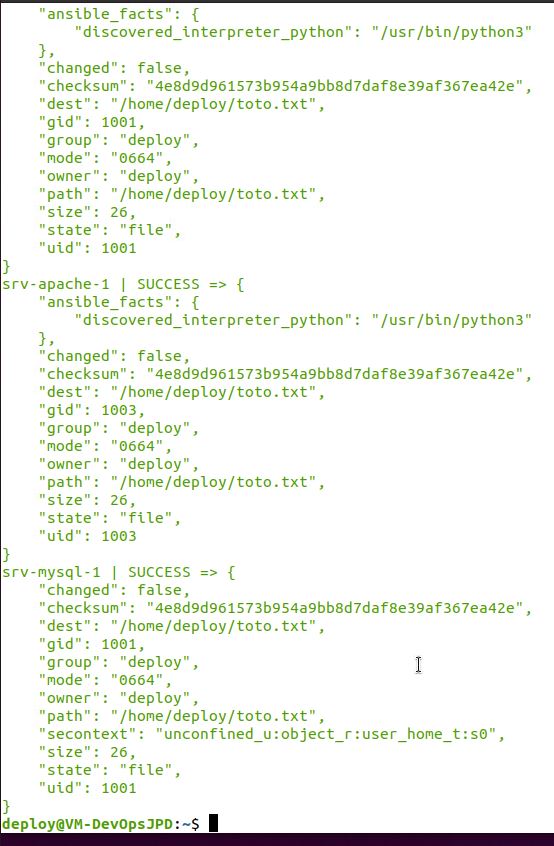 "ansible_facts": {
        "discovered_interpreter_python": "/usr/bin/python3"
    },
    "changed": false,
    "checksum": "4e8d9d961573b954a9bb8d7daf8e39af367ea42e",
    "dest": "/home/deploy/toto.txt",
    "gid": 1001,
    "group": "deploy",
    "mode": "0664",
    "owner": "deploy",
    "path": "/home/deploy/toto.txt",
    "size": 26,
    "state": "file",
    "uid": 1001
}
srv-apache-1 | SUCCESS => {
    "ansible_facts": {
        "discovered_interpreter_python": "/usr/bin/python3"
    },
    "changed": false,
    "checksum": "4e8d9d961573b954a9bb8d7daf8e39af367ea42e",
    "dest": "/home/deploy/toto.txt",
    "gid": 1003,
    "group": "deploy",
    "mode": "0664",
    "owner": "deploy",
    "path": "/home/deploy/toto.txt",
    "size": 26,
    "state": "file",
    "uid": 1003
}
srv-mysql-1 | SUCCESS => {
    "changed": false,
    "checksum": "4e8d9d961573b954a9bb8d7daf8e39af367ea42e",
    "dest": "/home/deploy/toto.txt",
    "gid": 1001,
    "group": "deploy",
    "mode": "0664",
    "owner": "deploy",
    "path": "/home/deploy/toto.txt",
    "secontext": "unconfined_u:object_r:user_home_t:s0",
    "size": 26,
    "state": "file",
    "uid": 1001
}
deploy@VM-DevOpsJPD:~$